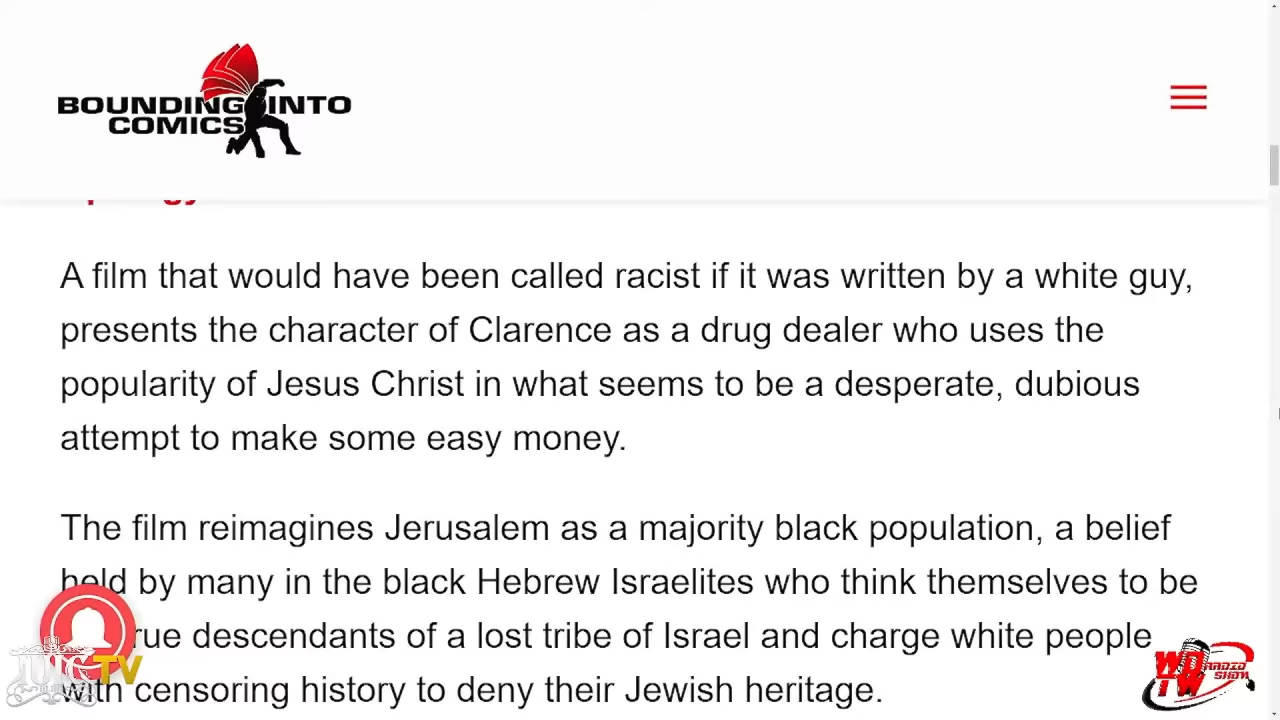 BOUNDING INTO
COMICS
A film that would have been called racist if it was written by a white guy,
presents the character of Clarence as a drug dealer who uses the
popularity of Jesus Christ in what seems to be a desperate, dubious
attempt to make some easy money.
The film reimagines Jerusalem as a majority black population, a belief
held by many in the black Hebrew Israelites who think themselves to be
true descendants of a lost tribe of Israel and charge white people
with censoring history to deny their Jewish heritage.
TV
SHOW